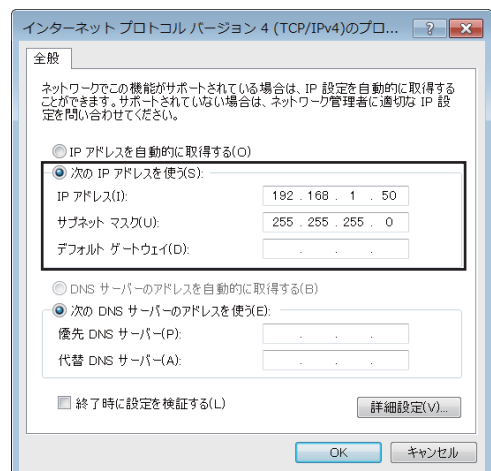 インターネット プロトコル バージョン 4 (TCP/IPv4)のプロ...
全般
ネットワークでこの機能がサポートされている場合は、IP 設定を自動的に取得する
ことができます。サポートされていない場合は、ネットワーク管理者に適切な IP 設
定を問い合わせてください。
IP アドレスを自動的に取得する(O)
次の IP アドレスを使う(S):
IP アドレス(I): 192 . 168 . 1 . 50
サブネット マスク(U): 255 . 255 . 255 . 0
デフォルト ゲートウェイ(D): . . .
DNS サーバーのアドレスを自動的に取得する(B)
次の DNS サーバーのアドレスを使う(E):
優先 DNS サーバー(P): . . .
代替 DNS サーバー(A): . . .
終了時に設定を検証する(L)
詳細設定(V)...
OK キャンセル